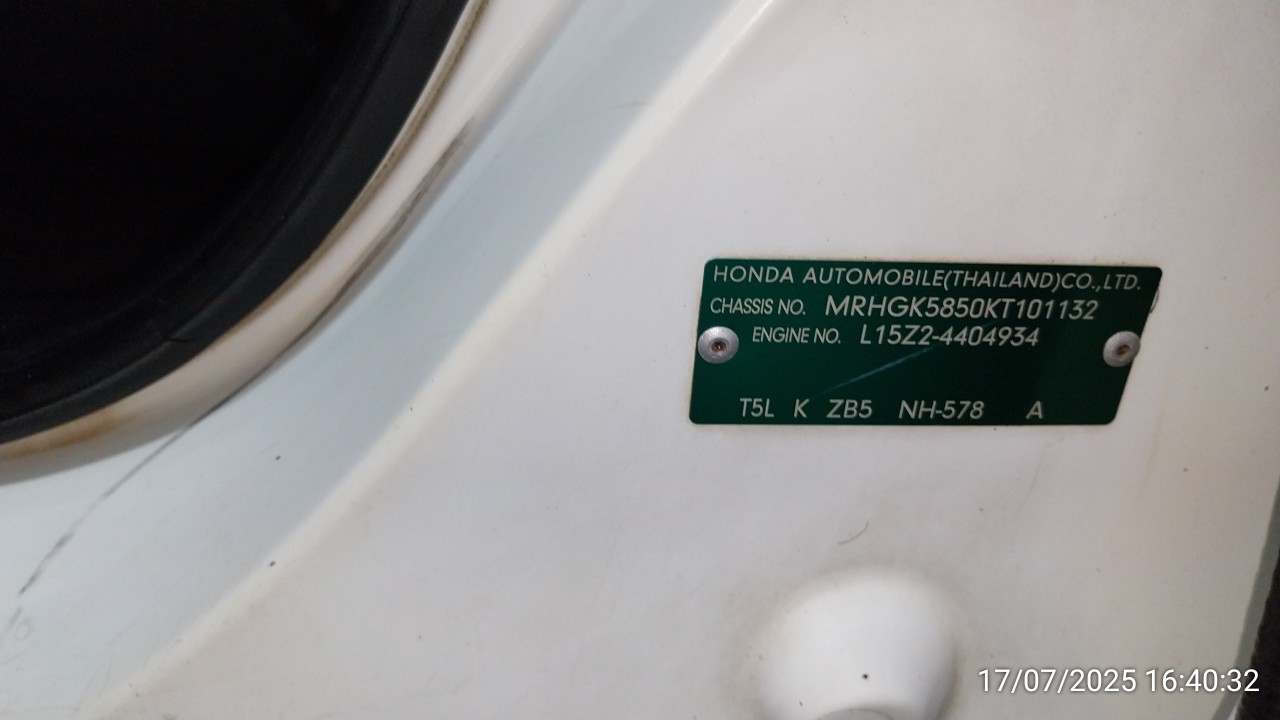 HONDA AUTOMOBILE(THAILAND)CO.,LTD.
CHASSIS NO. MRHGK5850KT101132
ENGINE NO. L15Z2-4404934
T5L K ZB5 NH-578 A
17/07/2025 16:40:32